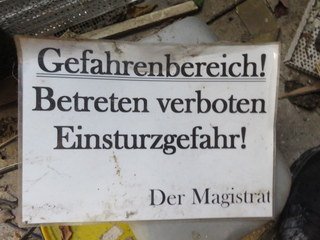 Gefahrenbereich!
Betreten verboten
Einsturzgefahr!
Der Magistrat